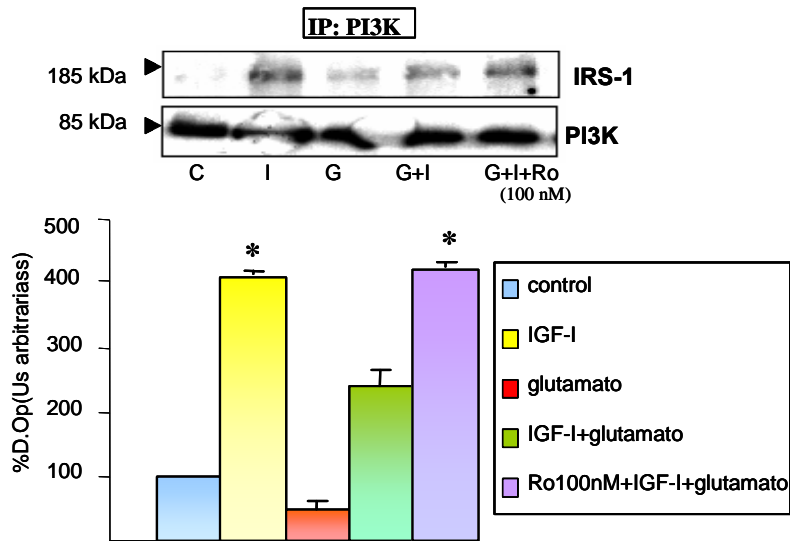 IP: PI3K
185 kDa
IRS-1
85 kDa
PI3K
C I G G+I G+I+Ro
(100 nM)
%D.Op(Us arbitrariass)
500
400
300
200
100
*
*
control
IGF-I
glutamato
IGF-I+glutamato
Ro100nM+IGF-I+glutamato